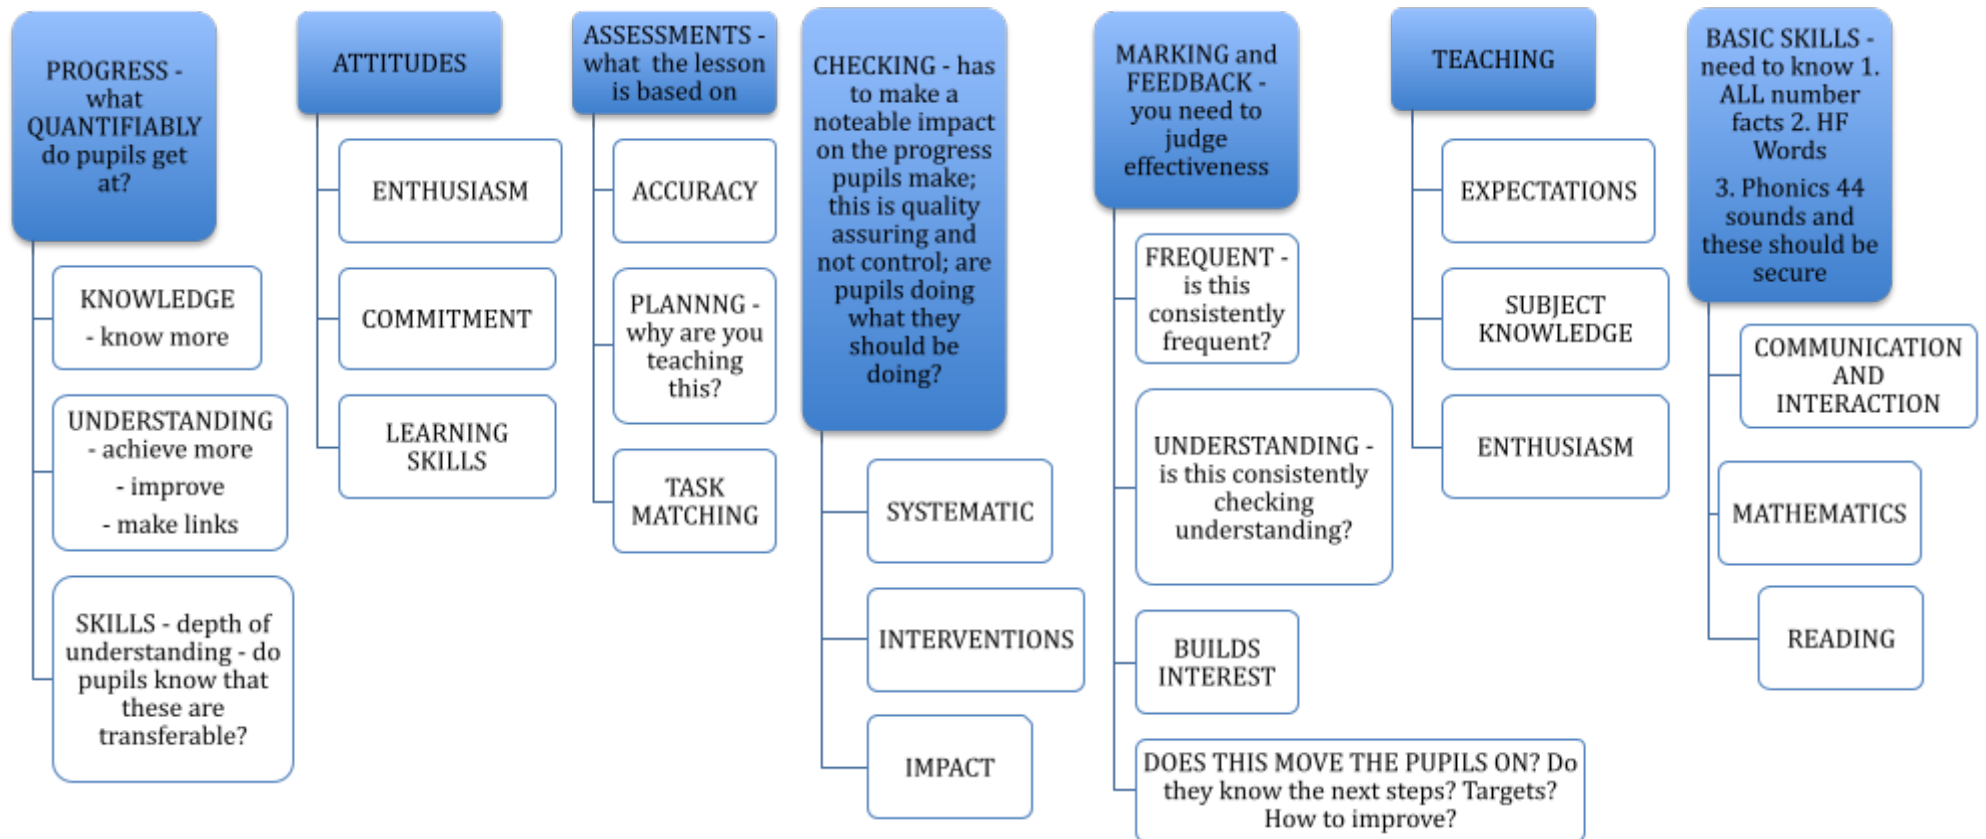 PROGRESS -
what
QUANTIFIABLY
do pupils get
at?
KNOWLEDGE
- know more
UNDERSTANDING
- achieve more
- improve
- make links
SKILLS - depth of
understanding - do
pupils know that
these are
transferable?
ATTITUDES
ENTHUSIASM
COMMITMENT
LEARNING
SKILLS
ASSESSMENTS -
what the lesson
is based on
ACCURACY
PLANNNG -
why are you
teaching
this?
TASK
MATCHING
CHECKING - has
to make a
noteable impact
on the progress
pupils make;
this is quality
assuring and
not control; are
pupils doing
what they
should be
doing?
SYSTEMATIC
INTERVENTIONS
IMPACT
MARKING and
FEEDBACK -
you need to
judge
effectiveness
FREQUENT -
is this
consistently
frequent?
UNDERSTANDING -
is this consistently
checking
understanding?
BUILDS
INTEREST
DOES THIS MOVE THE PUPILS ON? Do
they know the next steps? Targets?
How to improve?
TEACHING
EXPECTATIONS
SUBJECT
KNOWLEDGE
ENTHUSIASM
BASIC SKILLS -
need to know 1.
ALL number
facts 2. HF
Words
3. Phonics 44
sounds and
these should be
secure
COMMUNICATION
AND
INTERACTION
MATHEMATICS
READING